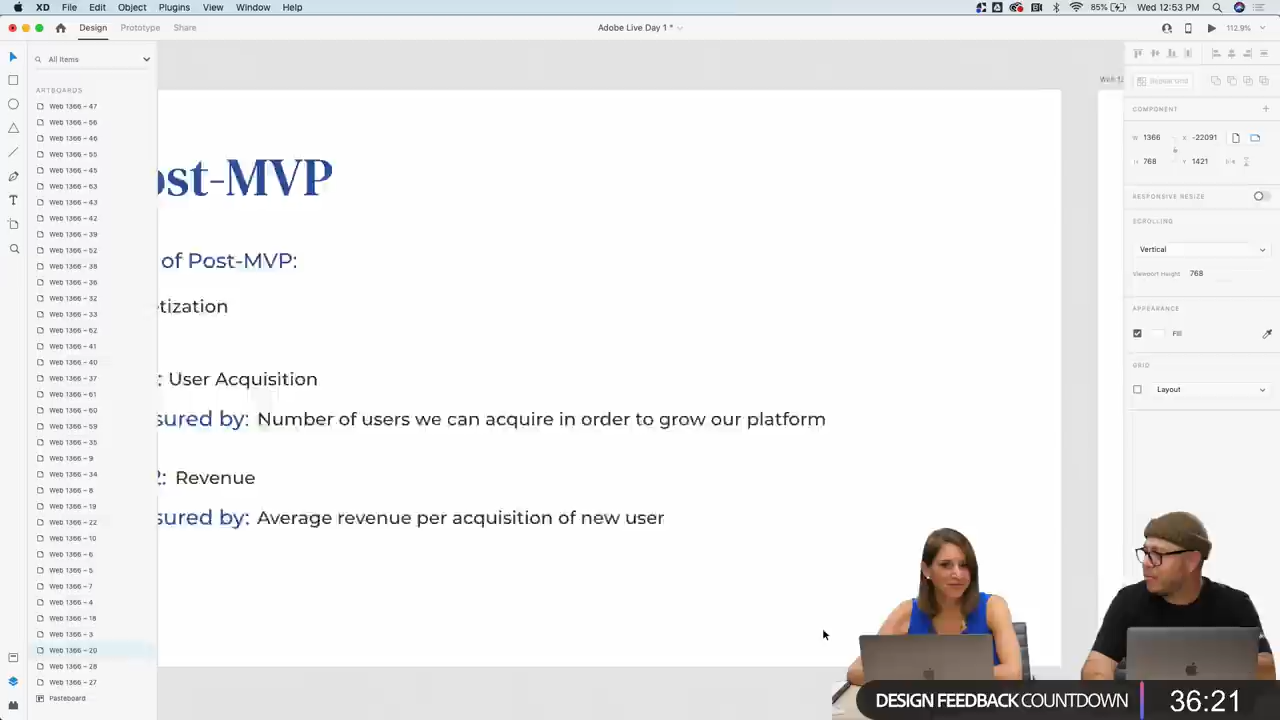 XD File Edit Object Plugins View Window Help
85% Wed 12:53 PM
Design Prototype Share
Adobe Live Day 1 *
112.9%
All Items
ARTBOARDS
Web 1366 – 47
Web 1366 – 56
Web 1366 – 46
Web 1366 – 55
Web 1366 – 45
Web 1366 – 63
Web 1366 – 43
Web 1366 – 42
Web 1366 – 39
Web 1366 – 52
Web 1366 – 38
Web 1366 – 36
Web 1366 – 32
Web 1366 – 33
Web 1366 – 62
Web 1366 – 41
Web 1366 – 40
Web 1366 – 37
Web 1366 – 61
Web 1366 – 60
Web 1366 – 59
Web 1366 – 35
Web 1366 – 9
Web 1366 – 34
Web 1366 – 8
Web 1366 – 19
Web 1366 – 22
Web 1366 – 10
Web 1366 – 6
Web 1366 – 5
Web 1366 – 7
Web 1366 – 4
Web 1366 – 18
Web 1366 – 3
Web 1366 – 20
Web 1366 – 28
Web 1366 – 27
Pasteboard
ost-MVP
of Post-MVP:
etization
: User Acquisition
sured by: Number of users we can acquire in order to grow our platform
2: Revenue
sured by: Average revenue per acquisition of new user
COMPONENT
W 1366 X -22091
H 768 Y 1421
RESPONSIVE RESIZE
SCROLLING
Vertical
Viewport Height 768
APPEARANCE
Fill
GRID
Layout
DESIGN FEEDBACK COUNTDOWN 36:21